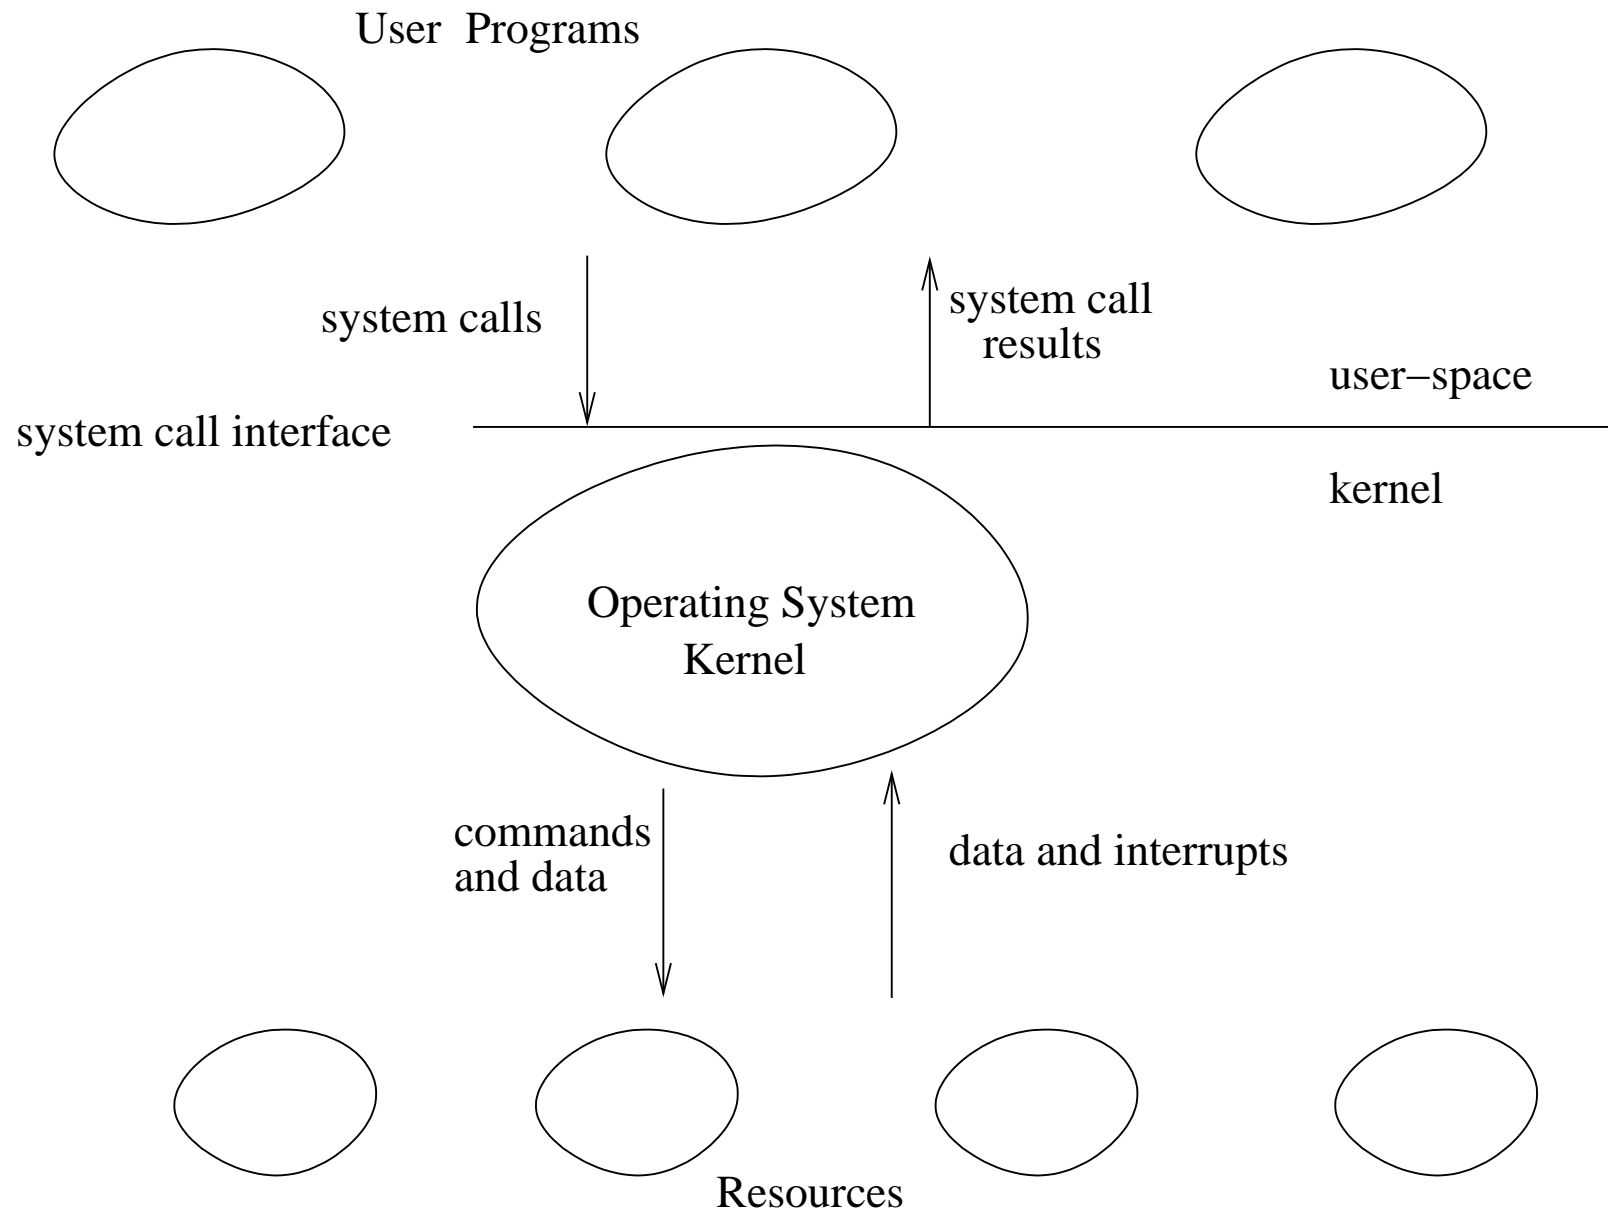 User Programs
system calls
system call
results
user–space
system call interface
kernel
Operating System
Kernel
commands
and data
data and interrupts
Resources